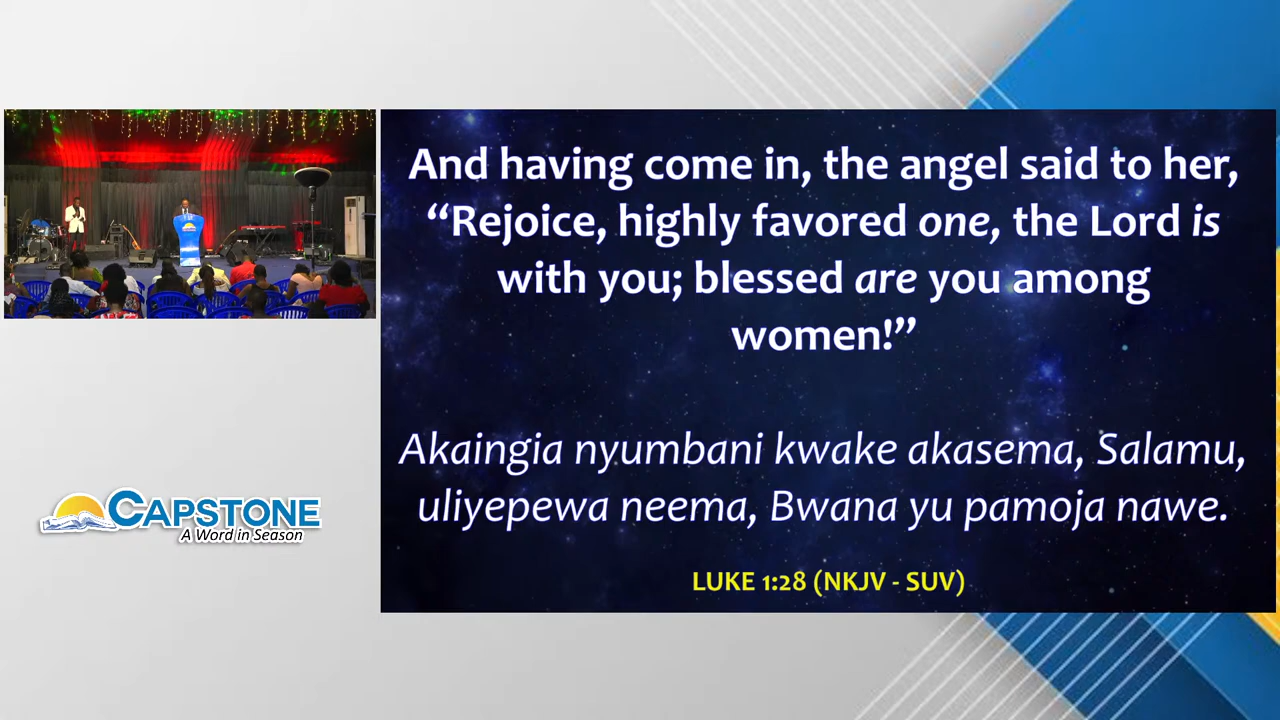 And having come in, the angel said to her,
“Rejoice, highly favored one, the Lord is
with you; blessed are you among
women!”
Akaingia nyumbani kwake akasema, Salamu,
uliyepewa neema, Bwana yu pamoja nawe.
LUKE 1:28 (NKJV - SUV)
CAPSTONE
A Word in Season